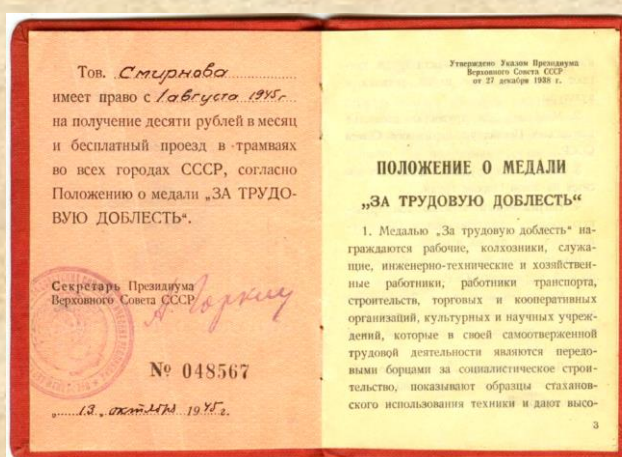 Тов. Смирнова
имеет право с 1 августа 1945г.
на получение десяти рублей в месяц
и бесплатный проезд в трамваях
во всех городах СССР, согласно
Положению о медали „ЗА ТРУДО-
ВУЮ ДОБЛЕСТЬ“.
Секретарь Президиума
Верховного Совета СССР
А. Горкин
№ 048567
„13„ октября 1945г.
Утверждено Указом Президиума
Верховного Совета СССР
от 27 декабря 1938 г.
ПОЛОЖЕНИЕ О МЕДАЛИ
„ЗА ТРУДОВУЮ ДОБЛЕСТЬ“
1. Медалью „За трудовую доблесть“ на-
граждаются рабочие, колхозники, служа-
щие, инженерно-технические и хозяйствен-
ные работники, работники транспорта,
строительств, торговых и кооперативных
организаций, культурных и научных учреж-
дений, которые в своей самоотверженной
трудовой деятельности являются передо-
выми борцами за социалистическое строи-
тельство, показывают образцы стаханов-
ского использования техники и дают высо-
3